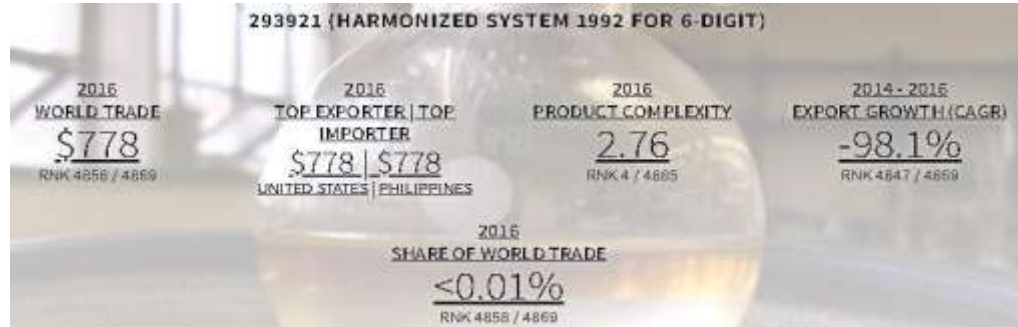 293921 (HARMONIZED SYSTEM 1992 FOR 6-DIGIT)
2016
WORLD TRADE
$778
RNK 4858 / 4869
2016
TOP EXPORTER | TOP
IMPORTER
$778 | $778
UNITED STATES | PHILIPPINES
2016
PRODUCT COMPLEXITY
2.76
RNK 4 / 4865
2014 - 2016
EXPORT GROWTH (CAGR)
-98.1%
RNK 4847 / 4869
2016
SHARE OF WORLD TRADE
<0.01%
RNK 4858 / 4869